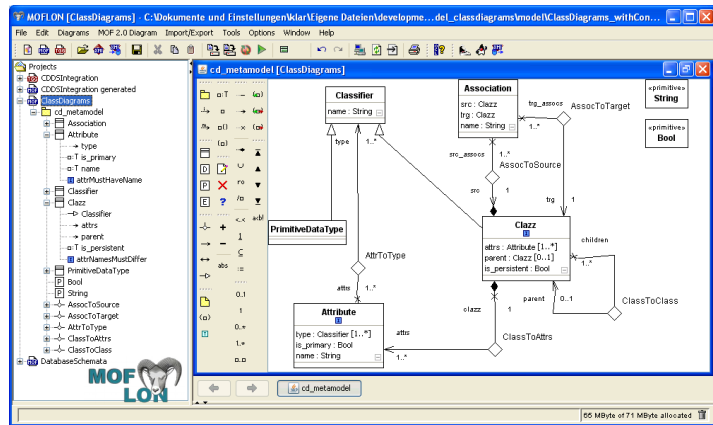 MOFLON [ClassDiagrams] - C:\Dokumente und Einstellungen\klar\Eigene Dateien\developme...del_classdiagrams\model\ClassDiagrams_withCon...
File Edit Diagrams MOF 2.0 Diagram Import/Export Tools Options Window Help
Projects
CDDSIntegration
CDDSIntegration generated
ClassDiagrams
cd_metamodel
Association
Attribute
type
is_primary
name
attrMustHaveName
Classifier
Clazz
Classifier
attrs
parent
is_persistent
attrNamesMustDiffer
PrimitiveDataType
Bool
String
AssocToSource
AssocToTarget
AttrToType
ClassToAttrs
ClassToClass
DatabaseSchemata
MOFLON
cd_metamodel [ClassDiagrams]
Classifier
name : String
type
1..*
Association
src : Clazz
trg : Clazz
name : String
trg_assocs
1..*
AssocToTarget
«primitive»
String
«primitive»
Bool
src_assocs
1..*
AssocToSource
src
1
trg
1
Clazz
attrs : Attribute [1..*]
parent : Clazz [0..1]
is_persistent : Bool
children
1..*
parent
0..1
ClassToClass
PrimitiveDataType
AttrToType
attrs
1..*
Attribute
type : Classifier [1..*]
is_primary : Bool
name : String
clazz
1
ClassToAttrs
attrs
1..*
cd_metamodel
65 MByte of 71 MByte allocated